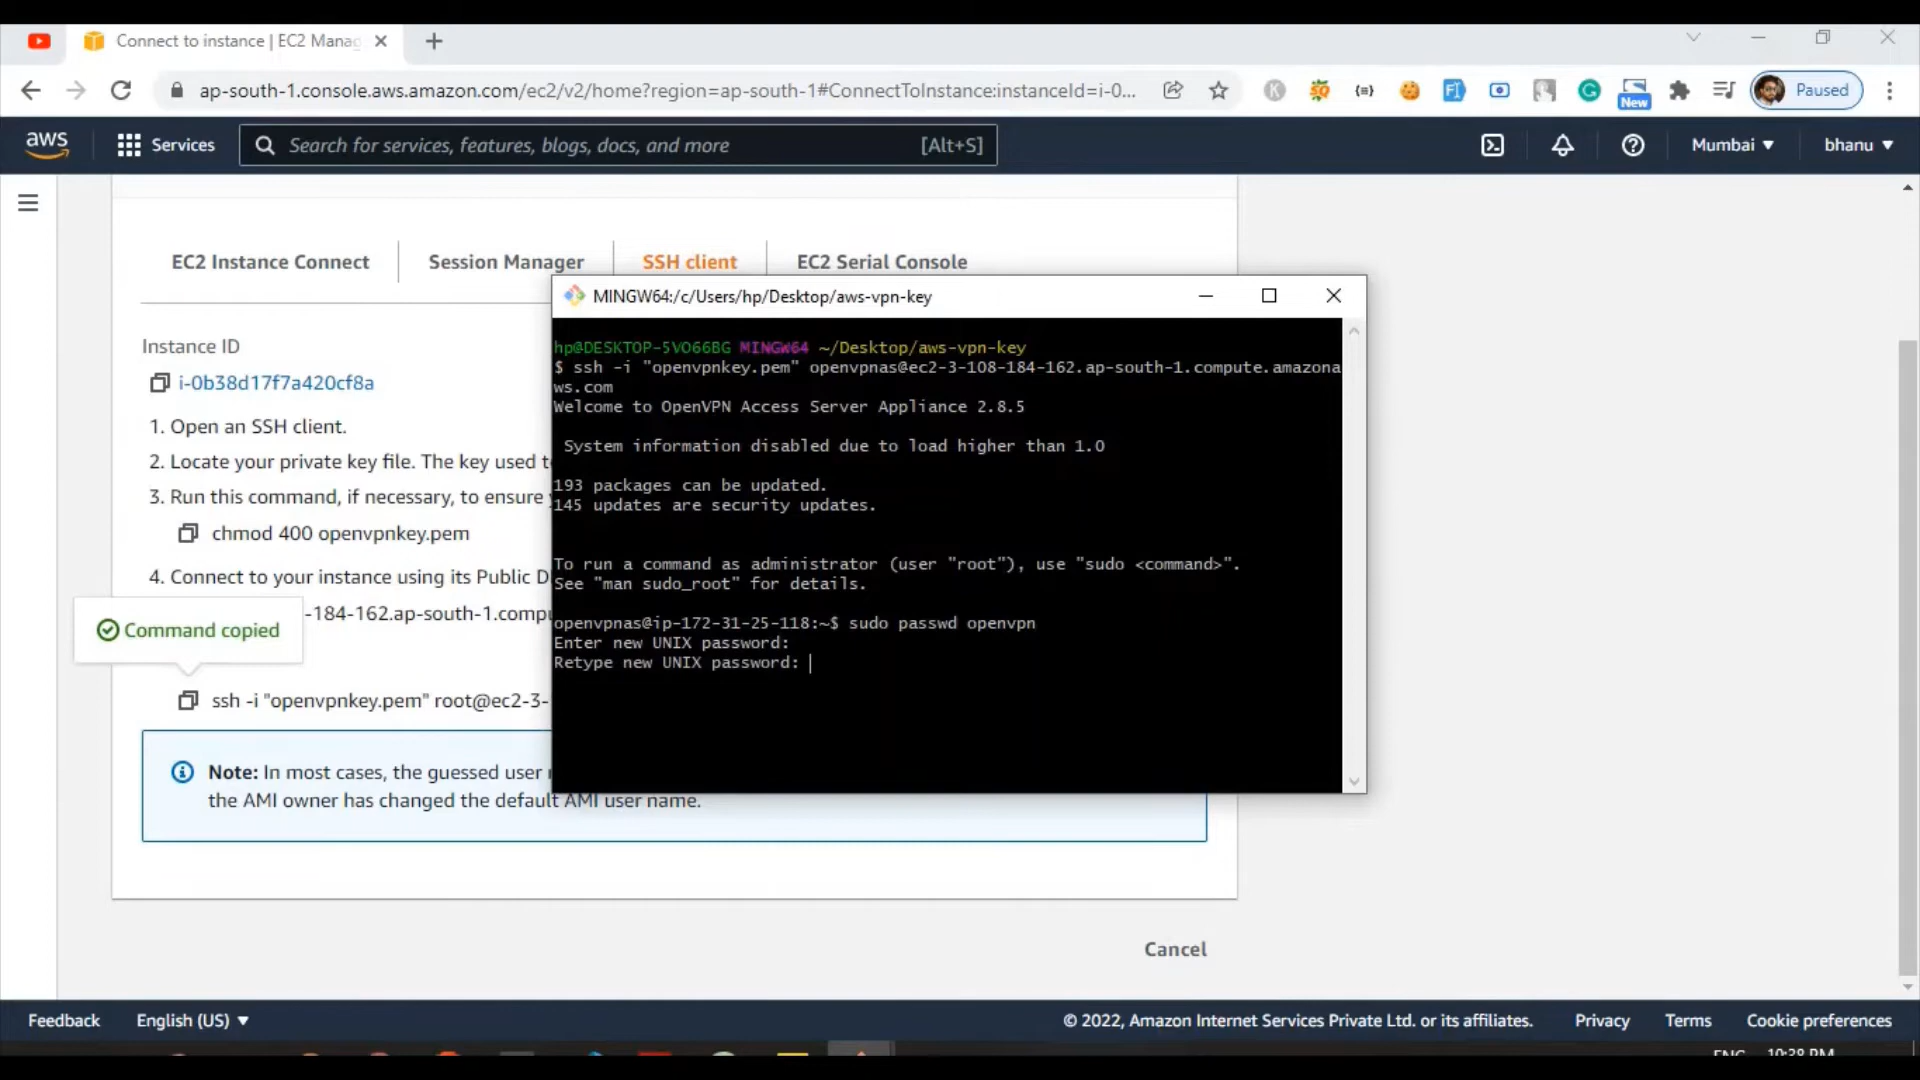 Connect to instance | EC2 Manag
ap-south-1.console.aws.amazon.com/ec2/v2/home?region=ap-south-1#ConnectToInstance:instanceId=i-0...
New
Paused
aws
Services
Search for services, features, blogs, docs, and more
[Alt+S]
Mumbai
bhanu
EC2 Instance Connect
Session Manager
SSH client
EC2 Serial Console
Instance ID
i-0b38d17f7a420cf8a
1. Open an SSH client.
2. Locate your private key file. The key used
3. Run this command, if necessary, to ensure
chmod 400 openvpnkey.pem
4. Connect to your instance using its Public D
-184-162.ap-south-1.comp
Command copied
ssh -i "openvpnkey.pem" root@ec2-3-
Note: In most cases, the guessed user
the AMI owner has changed the default AMI user name.
MINGW64:/c/Users/hp/Desktop/aws-vpn-key
hp@DESKTOP-5VO66BG MINGW64 ~/Desktop/aws-vpn-key
$ ssh -i "openvpnkey.pem" openvpnas@ec2-3-108-184-162.ap-south-1.compute.amazona
ws.com
Welcome to OpenVPN Access Server Appliance 2.8.5
System information disabled due to load higher than 1.0
193 packages can be updated.
145 updates are security updates.
To run a command as administrator (user "root"), use "sudo <command>".
See "man sudo_root" for details.
openvpnas@ip-172-31-25-118:~$ sudo passwd openvpn
Enter new UNIX password:
Retype new UNIX password:
Cancel
Feedback
English (US)
© 2022, Amazon Internet Services Private Ltd. or its affiliates.
Privacy
Terms
Cookie preferences
ENG
10:38 PM